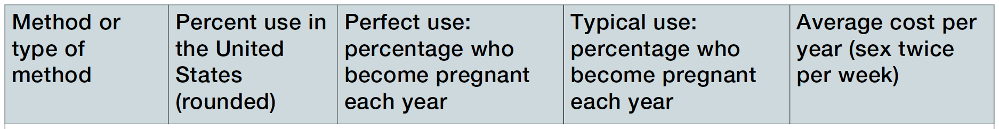 Method or
type of
method
Percent use in
the United
States
(rounded)
Perfect use:
percentage who
become pregnant
each year
Typical use:
percentage who
become pregnant
each year
Average cost per
year (sex twice
per week)